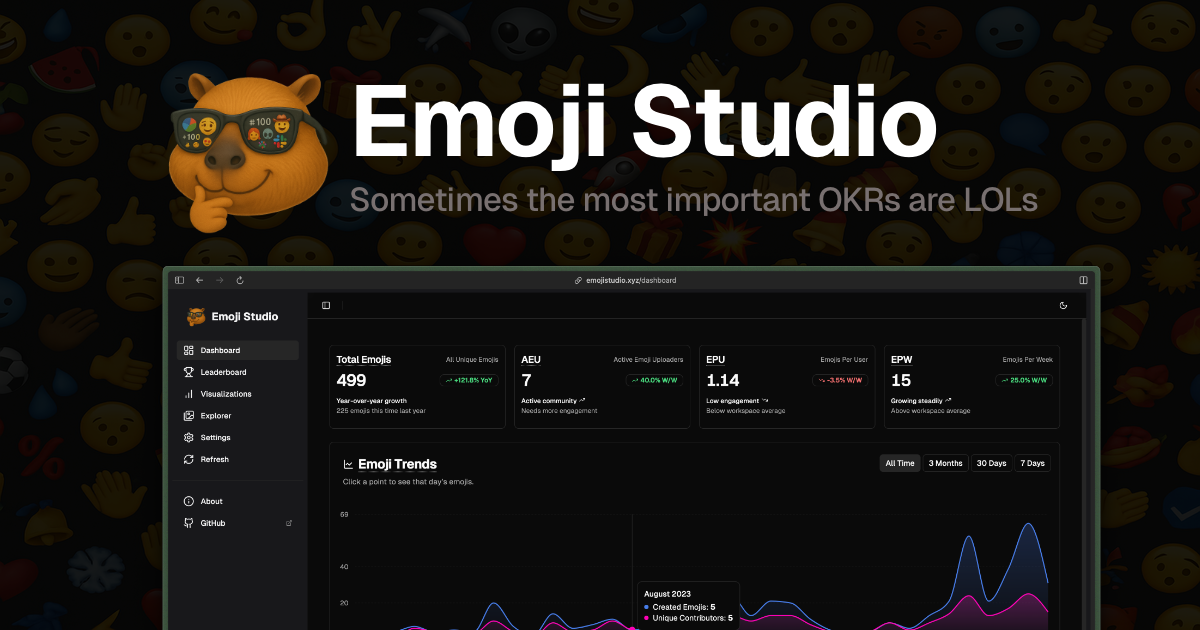 Emoji Studio
Sometimes the most important OKRs are LOLs
emojistudio.xyz/dashboard
Emoji Studio
Dashboard
Leaderboard
Visualizations
Explorer
Settings
Refresh
About
GitHub
Total Emojis
All Unique Emojis
499
+121.8% YoY
Year-over-year growth
225 emojis this time last year
AEU
Active Emoji Uploaders
7
40.0% W/W
Active community
Needs more engagement
EPU
Emojis Per User
1.14
-3.5% W/W
Low engagement
Below workspace average
EPW
Emojis Per Week
15
25.0% W/W
Growing steadily
Above workspace average
Emoji Trends
Click a point to see that day's emojis.
All Time
3 Months
30 Days
7 Days
69
40
20
August 2023
Created Emojis: 5
Unique Contributors: 5
+100
#100